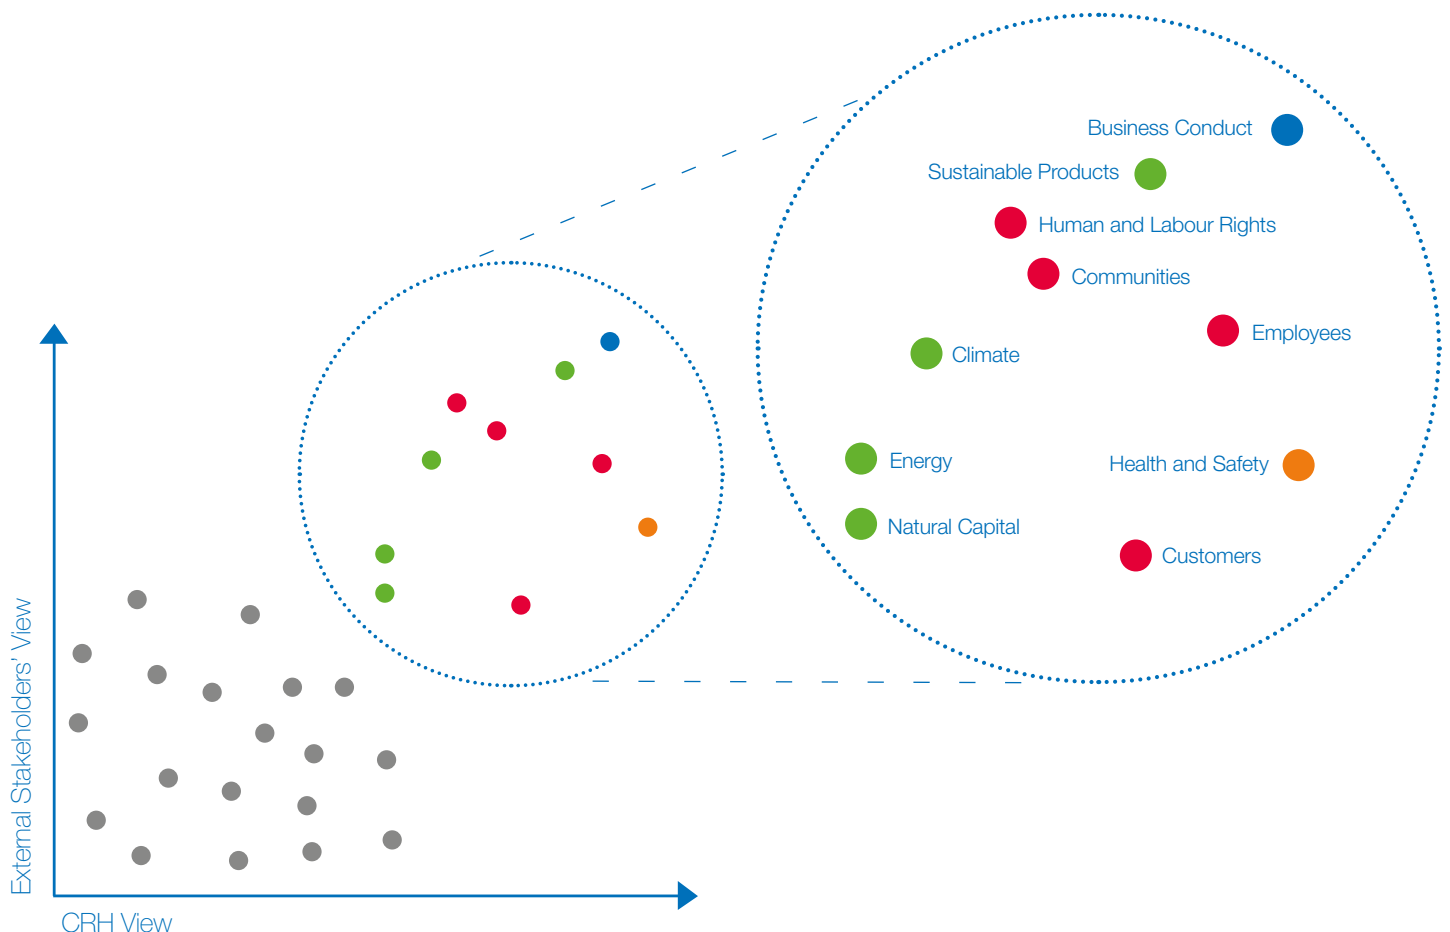 Business Conduct
Sustainable Products
Human and Labour Rights
Communities
Employees
Climate
Energy
Health and Safety
Natural Capital
Customers
External Stakeholders' View
CRH View